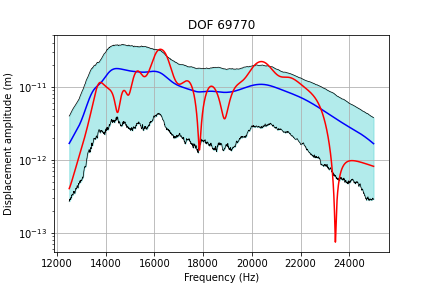 DOF 69770
Displacement amplitude (m)
10⁻¹¹
10⁻¹²
10⁻¹³
12000 14000 16000 18000 20000 22000 24000
Frequency (Hz)